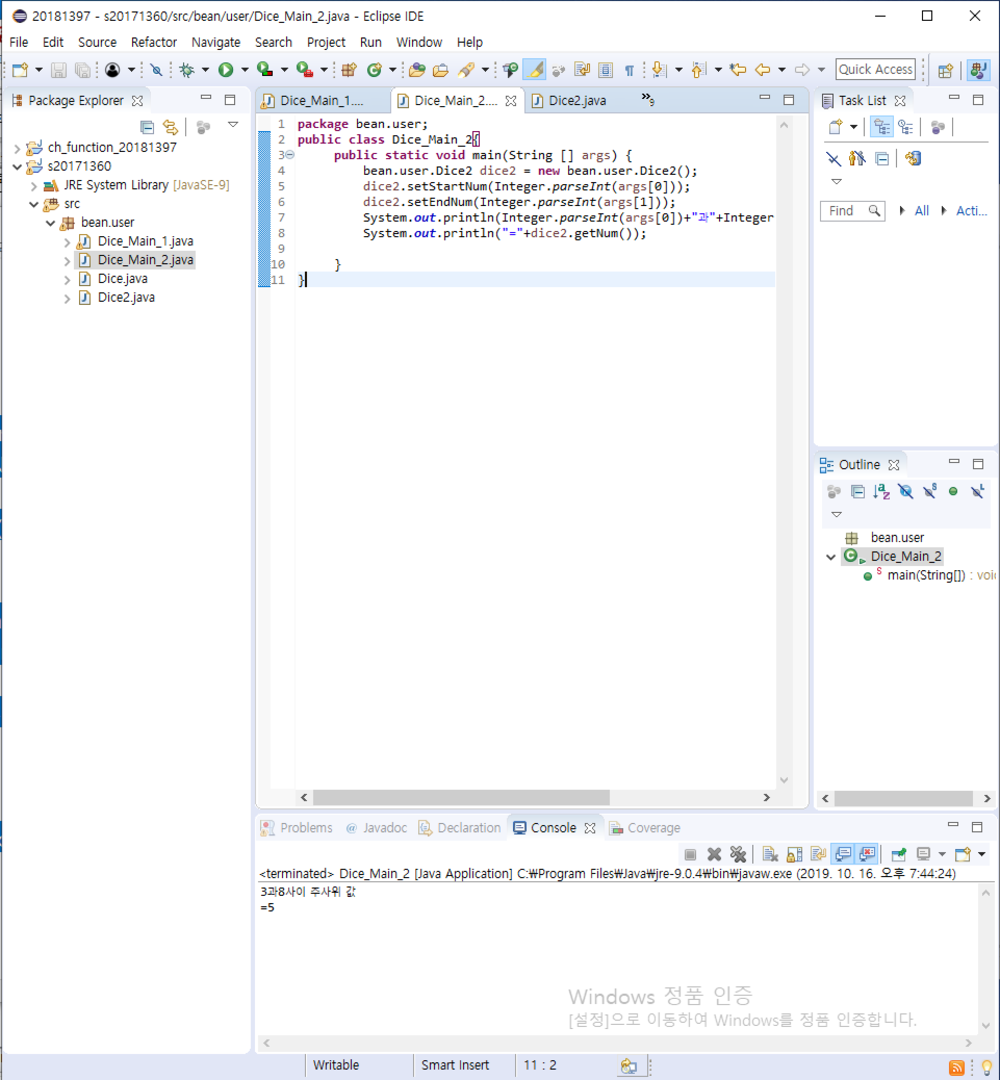 20181397 - s20171360/src/bean/user/Dice_Main_2.java - Eclipse IDE
File Edit Source Refactor Navigate Search Project Run Window Help
Quick Access
Package Explorer
ch_function_20181397
s20171360
JRE System Library [JavaSE-9]
src
bean.user
Dice_Main_1.java
Dice_Main_2.java
Dice.java
Dice2.java
Dice_Main_1.... Dice_Main_2.... Dice2.java »9
1 package bean.user;
2 public class Dice_Main_2{
3 public static void main(String [] args) {
4 bean.user.Dice2 dice2 = new bean.user.Dice2();
5 dice2.setStartNum(Integer.parseInt(args[0]));
6 dice2.setEndNum(Integer.parseInt(args[1]));
7 System.out.println(Integer.parseInt(args[0])+"과"+Integer
8 System.out.println("="+dice2.getNum());
9
10 }
11 }
Task List
Find All Acti...
Outline
bean.user
Dice_Main_2
main(String[]) : void
Problems Javadoc Declaration Console Coverage
<terminated> Dice_Main_2 [Java Application] C:₩Program Files₩Java₩jre-9.0.4₩bin₩javaw.exe (2019. 10. 16. 오후 7:44:24)
3과8사이 주사위 값
=5
Windows 정품 인증
[설정]으로 이동하여 Windows를 정품 인증합니다.
Writable Smart Insert 11 : 2